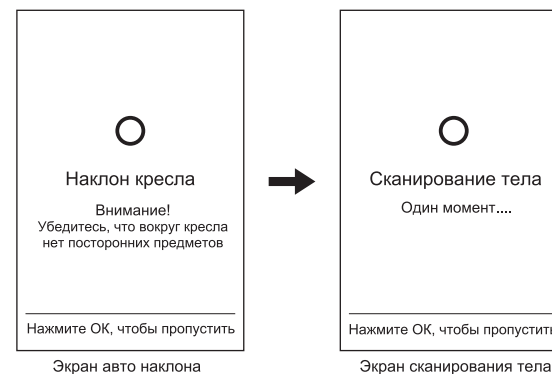 Наклон кресла
Внимание!
Убедитесь, что вокруг кресла
нет посторонних предметов
Нажмите ОК, чтобы пропустить
Экран авто наклона
Сканирование тела
Один момент....
Нажмите ОК, чтобы пропустить
Экран сканирования тела